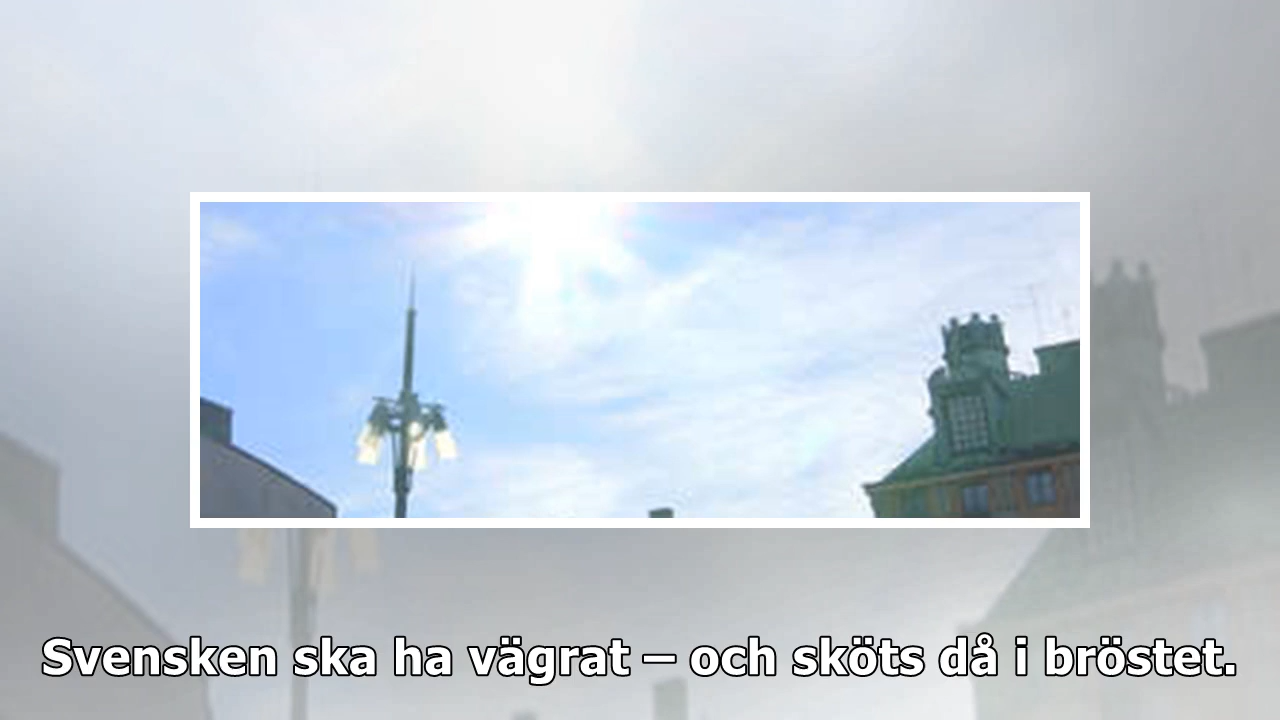 Svensken ska ha vägrat – och sköts då i bröstet.